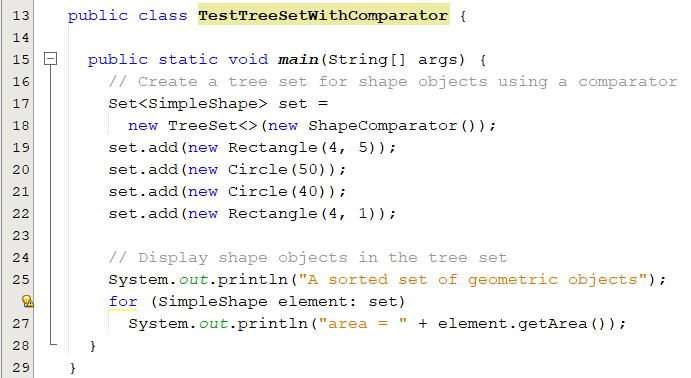 13 public class TestTreeSetWithComparator {
14
15 public static void main(String[] args) {
16 // Create a tree set for shape objects using a comparator
17 Set<SimpleShape> set =
18 new TreeSet<>(new ShapeComparator());
19 set.add(new Rectangle(4, 5));
20 set.add(new Circle(50));
21 set.add(new Circle(40));
22 set.add(new Rectangle(4, 1));
23
24 // Display shape objects in the tree set
25 System.out.println("A sorted set of geometric objects");
for (SimpleShape element: set)
27 System.out.println("area = " + element.getArea());
28 }
29 }